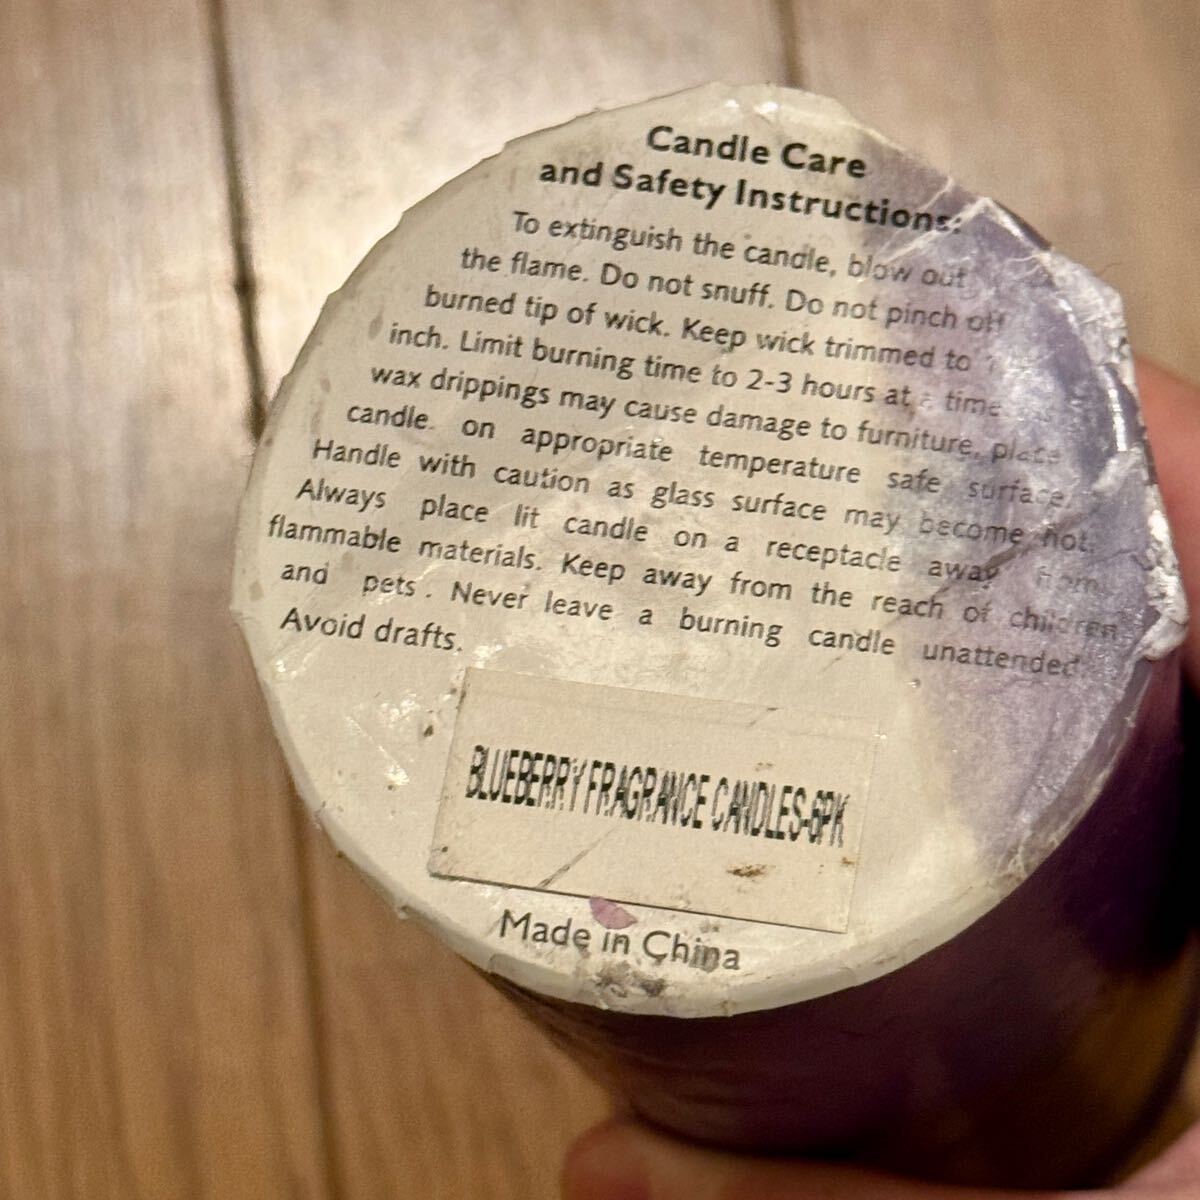 Candle Care
and Safety Instructions:
To extinguish the candle, blow out
the flame. Do not snuff. Do not pinch off
burned tip of wick. Keep wick trimmed to
inch. Limit burning time to 2-3 hours at a time
wax drippings may cause damage to furniture, place
candle on appropriate temperature safe surface.
Handle with caution as glass surface may become hot.
Always place lit candle on a receptacle away from
flammable materials. Keep away from the reach of children
and pets. Never leave a burning candle unattended.
Avoid drafts.
BLUEBERRY FRAGRANCE CANDLES-6PK
Made in China